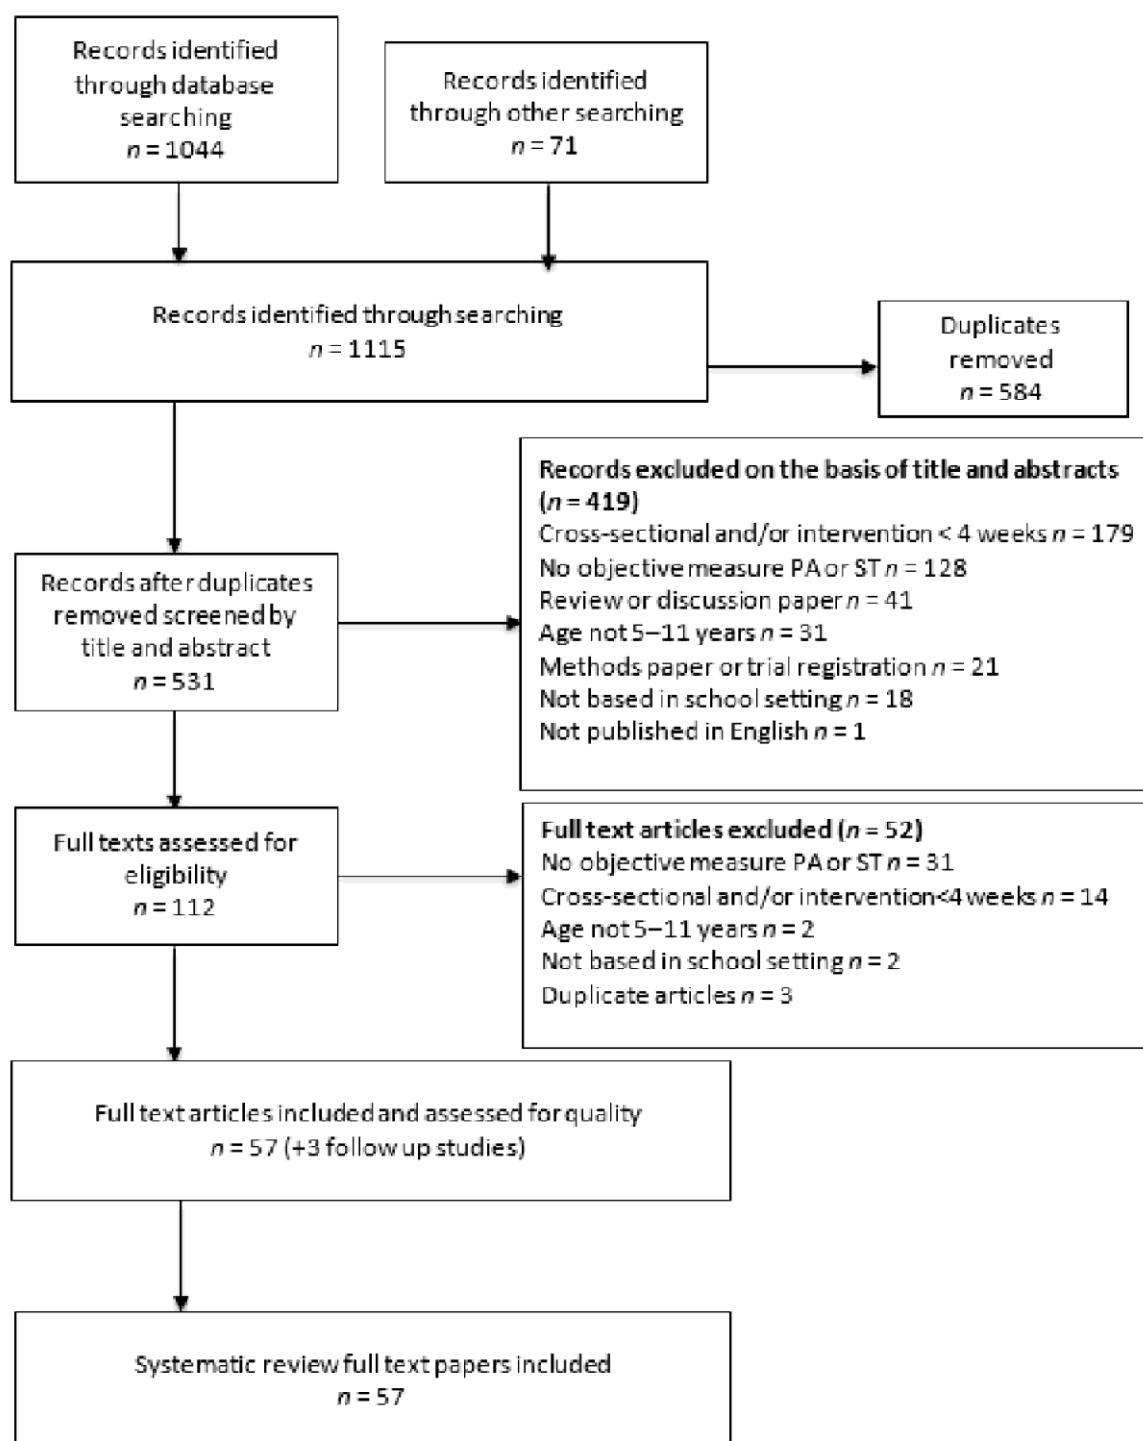 Records identified
through database
searching
n = 1044
Records identified
through other searching
n = 71
Records identified through searching
n = 1115
Duplicates
removed
n = 584
Records excluded on the basis of title and abstracts
(n = 419)
Cross-sectional and/or intervention < 4 weeks n = 179
No objective measure PA or ST n = 128
Review or discussion paper n = 41
Age not 5–11 years n = 31
Methods paper or trial registration n = 21
Not based in school setting n = 18
Not published in English n = 1
Records after duplicates
removed screened by
title and abstract
n = 531
Full texts assessed for
eligibility
n = 112
Full text articles excluded (n = 52)
No objective measure PA or ST n = 31
Cross-sectional and/or intervention<4 weeks n = 14
Age not 5–11 years n = 2
Not based in school setting n = 2
Duplicate articles n = 3
Full text articles included and assessed for quality
n = 57 (+3 follow up studies)
Systematic review full text papers included
n = 57